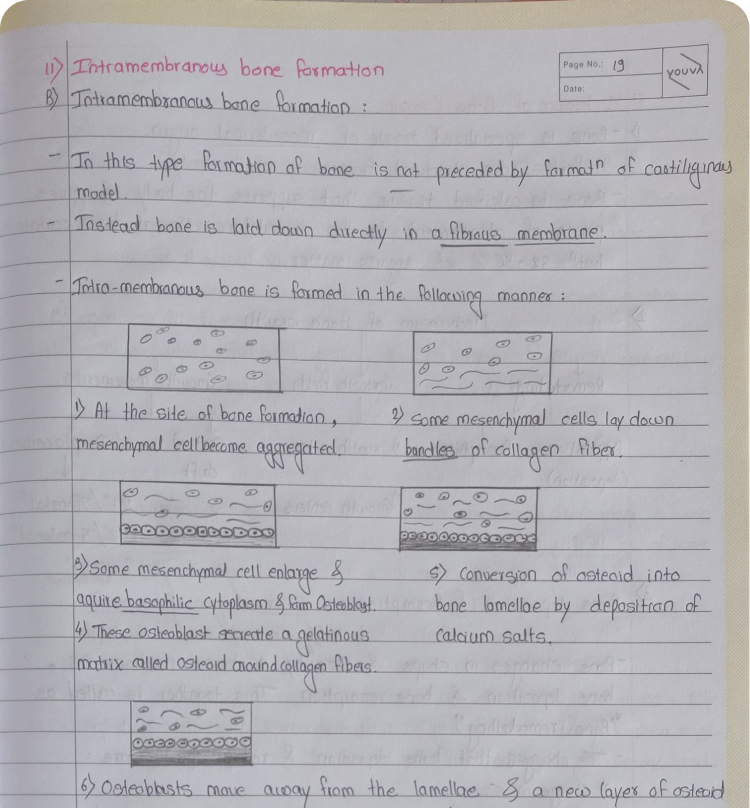 11) Intramembranous bone formation
Page No.: 19
Date:
YOUVA
B) Intramembranous bone formation :
- In this type formation of bone is not preceded by formatⁿ of castiliginous
model.
- Instead bone is laid down directly in a fibrous membrane.
- Intra-membranous bone is formed in the following manner :
1) At the site of bone formation,
mesenchymal cell become aggregated.
2) Some mesenchymal cells lay down
bandles of collagen fiber.
3) Some mesenchymal cell enlarge &
aquire basophilic cytoplasm & form Osteoblast.
4) These osteoblast secreate a gelatinous
matrix called osteoid around collagen fibers.
5) Conversion of osteoid into
bone lamellae by deposition of
calcium salts.
6) Osteoblasts move away from the lamellae & a new layer of osteoid